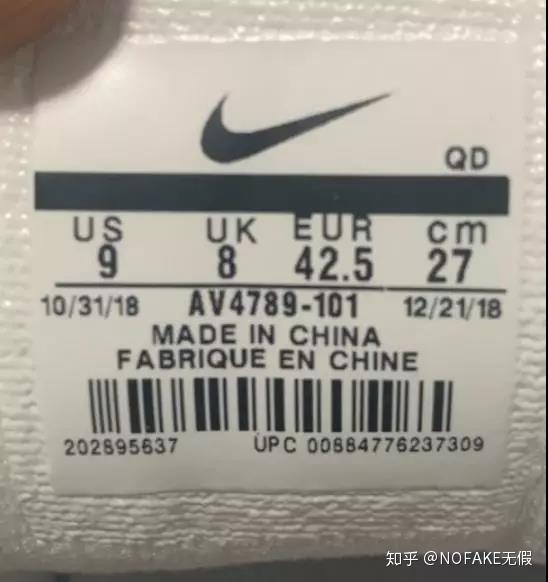 QD
US UK EUR cm
9 8 42.5 27
10/31/18 AV4789-101 12/21/18
MADE IN CHINA
FABRIQUE EN CHINE
202895637 UPC 00884776237309
知乎 @NOFAKE无假